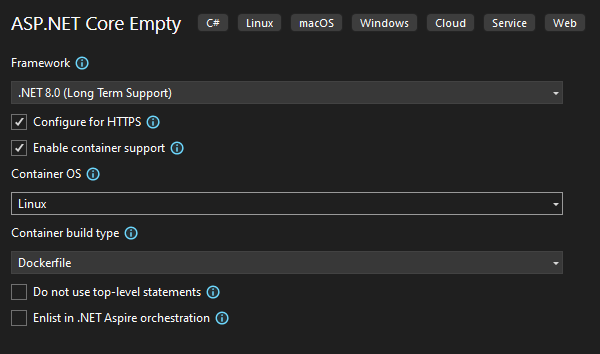 ASP.NET Core Empty C# Linux macOS Windows Cloud Service Web
Framework
.NET 8.0 (Long Term Support)
Configure for HTTPS
Enable container support
Container OS
Linux
Container build type
Dockerfile
Do not use top-level statements
Enlist in .NET Aspire orchestration